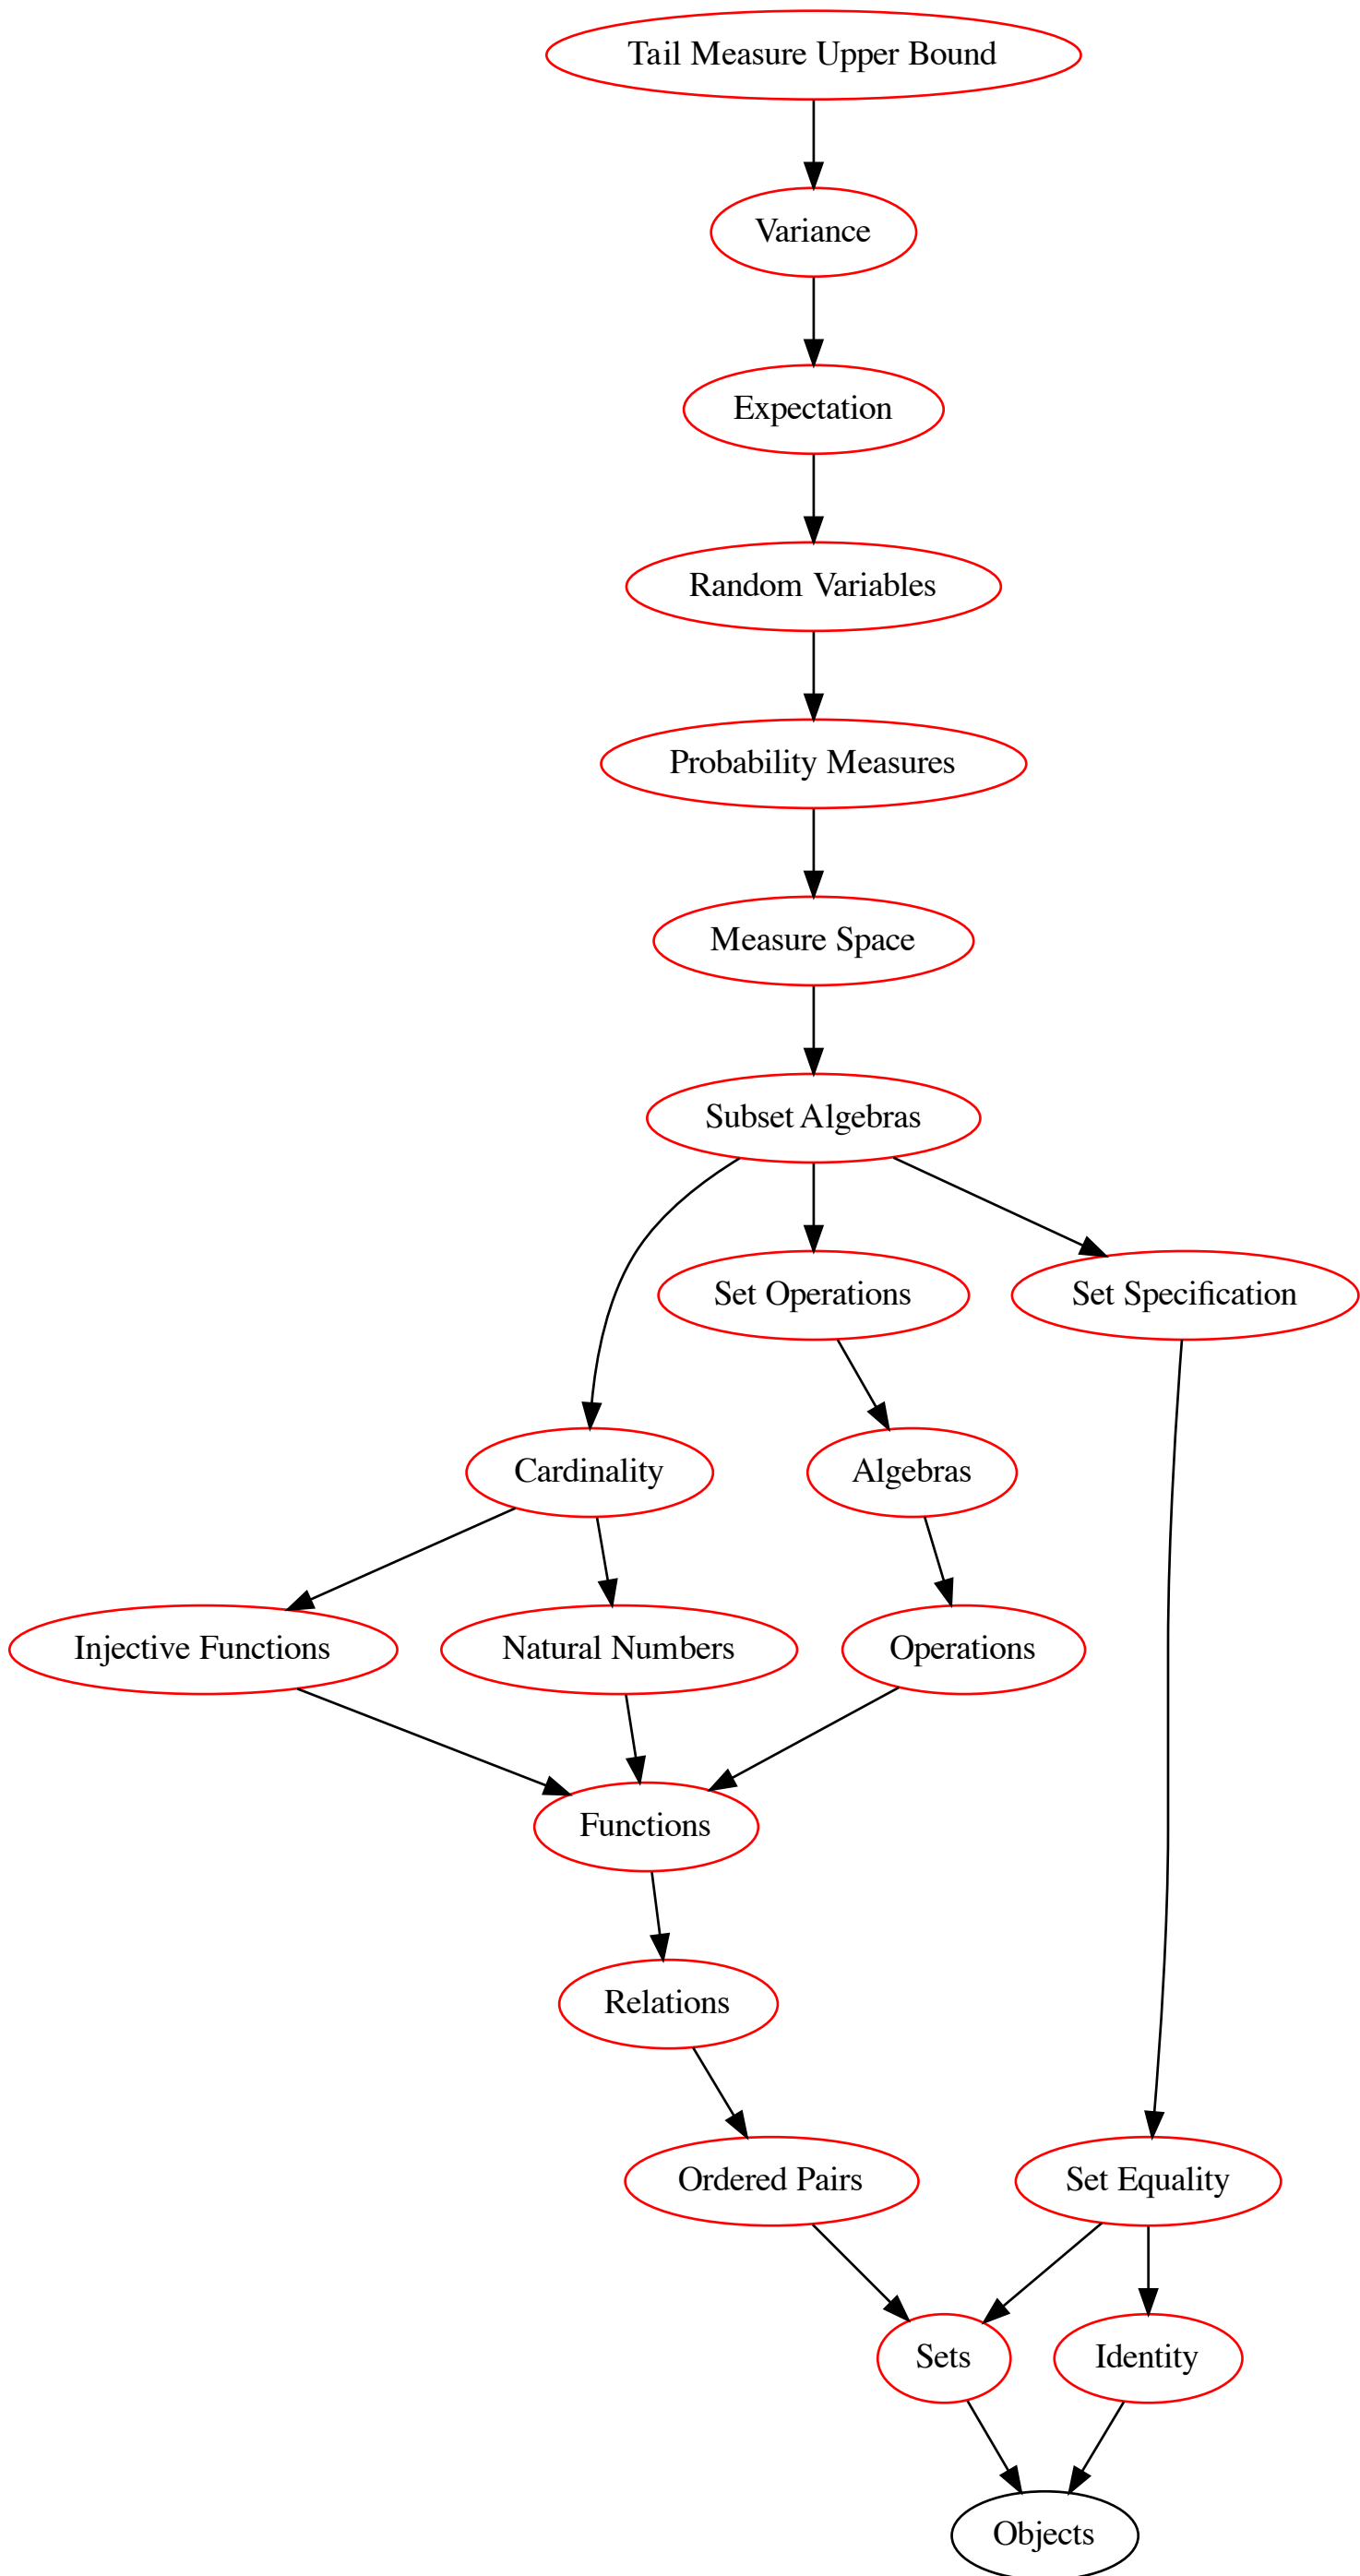 Tail Measure Upper Bound
Variance
Expectation
Random Variables
Probability Measures
Measure Space
Subset Algebras
Set Operations
Set Specification
Cardinality
Algebras
Injective Functions
Natural Numbers
Operations
Functions
Relations
Ordered Pairs
Set Equality
Sets
Identity
Objects